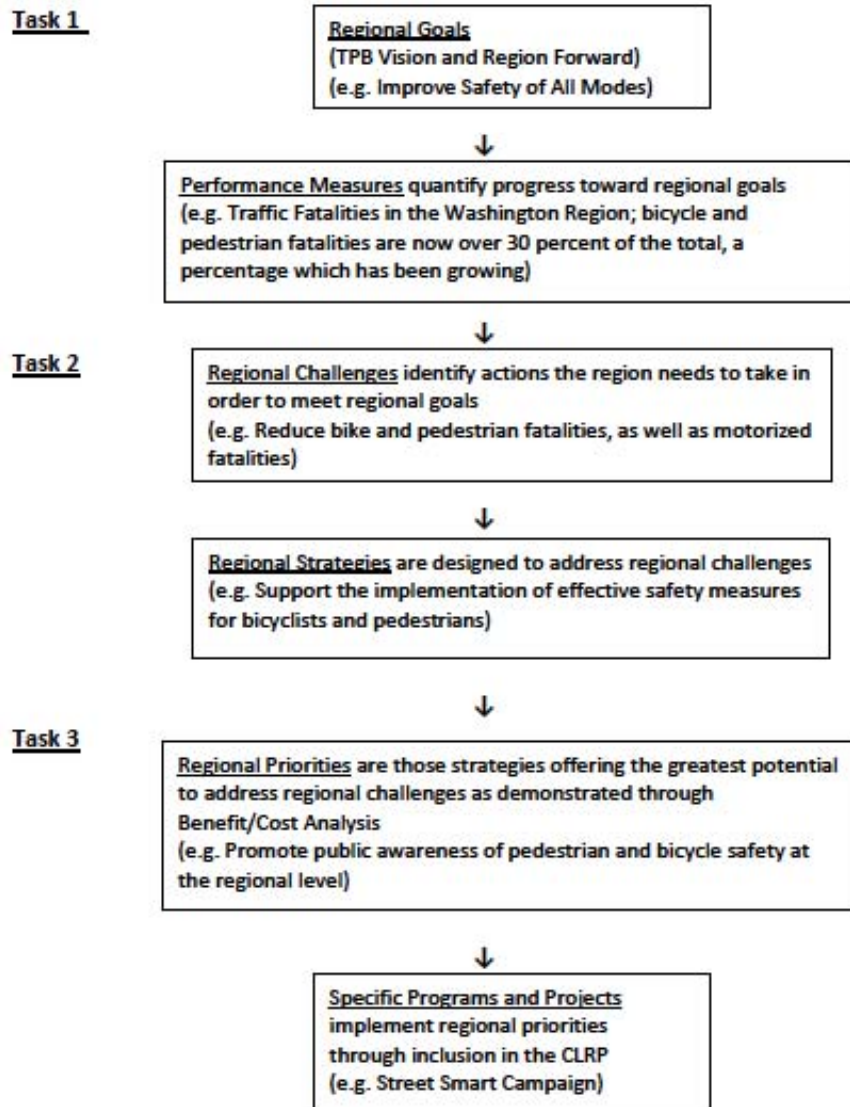 Task 1
Regional Goals
(TPB Vision and Region Forward)
(e.g. Improve Safety of All Modes)
↓
Performance Measures quantify progress toward regional goals
(e.g. Traffic Fatalities in the Washington Region; bicycle and
pedestrian fatalities are now over 30 percent of the total, a
percentage which has been growing)
↓
Task 2
Regional Challenges identify actions the region needs to take in
order to meet regional goals
(e.g. Reduce bike and pedestrian fatalities, as well as motorized
fatalities)
↓
Regional Strategies are designed to address regional challenges
(e.g. Support the implementation of effective safety measures
for bicyclists and pedestrians)
↓
Task 3
Regional Priorities are those strategies offering the greatest potential
to address regional challenges as demonstrated through
Benefit/Cost Analysis
(e.g. Promote public awareness of pedestrian and bicycle safety at
the regional level)
↓
Specific Programs and Projects
implement regional priorities
through inclusion in the CLRP
(e.g. Street Smart Campaign)